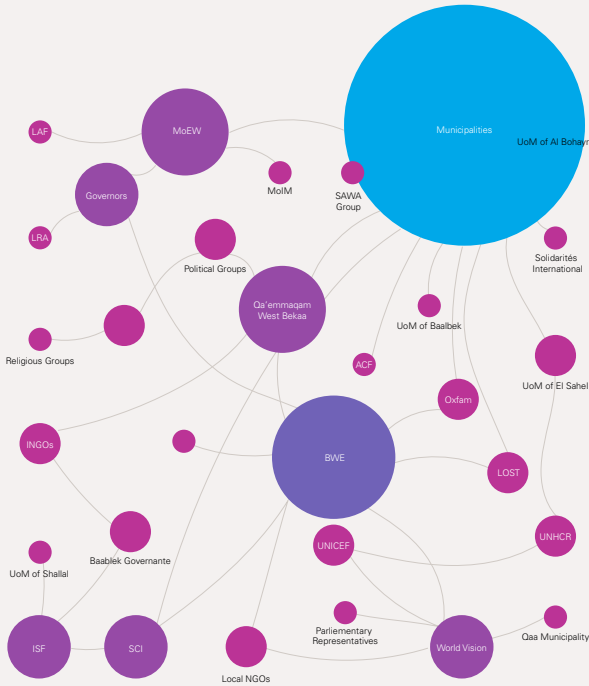 LAF
MoEW
Municipalities
UoM of Al Bohayr
MoIM
SAWA
Group
Governors
LRA
Political Groups
Solidarités
International
Qa'emmaqam
West Bekaa
UoM of Baalbek
Religious Groups
ACF
UoM of El Sahel
Oxfam
INGOs
BWE
LOST
UNICEF
UNHCR
Baablek Governante
UoM of Shallal
Parliementary
Representatives
Qaa Municipality
ISF
SCI
World Vision
Local NGOs